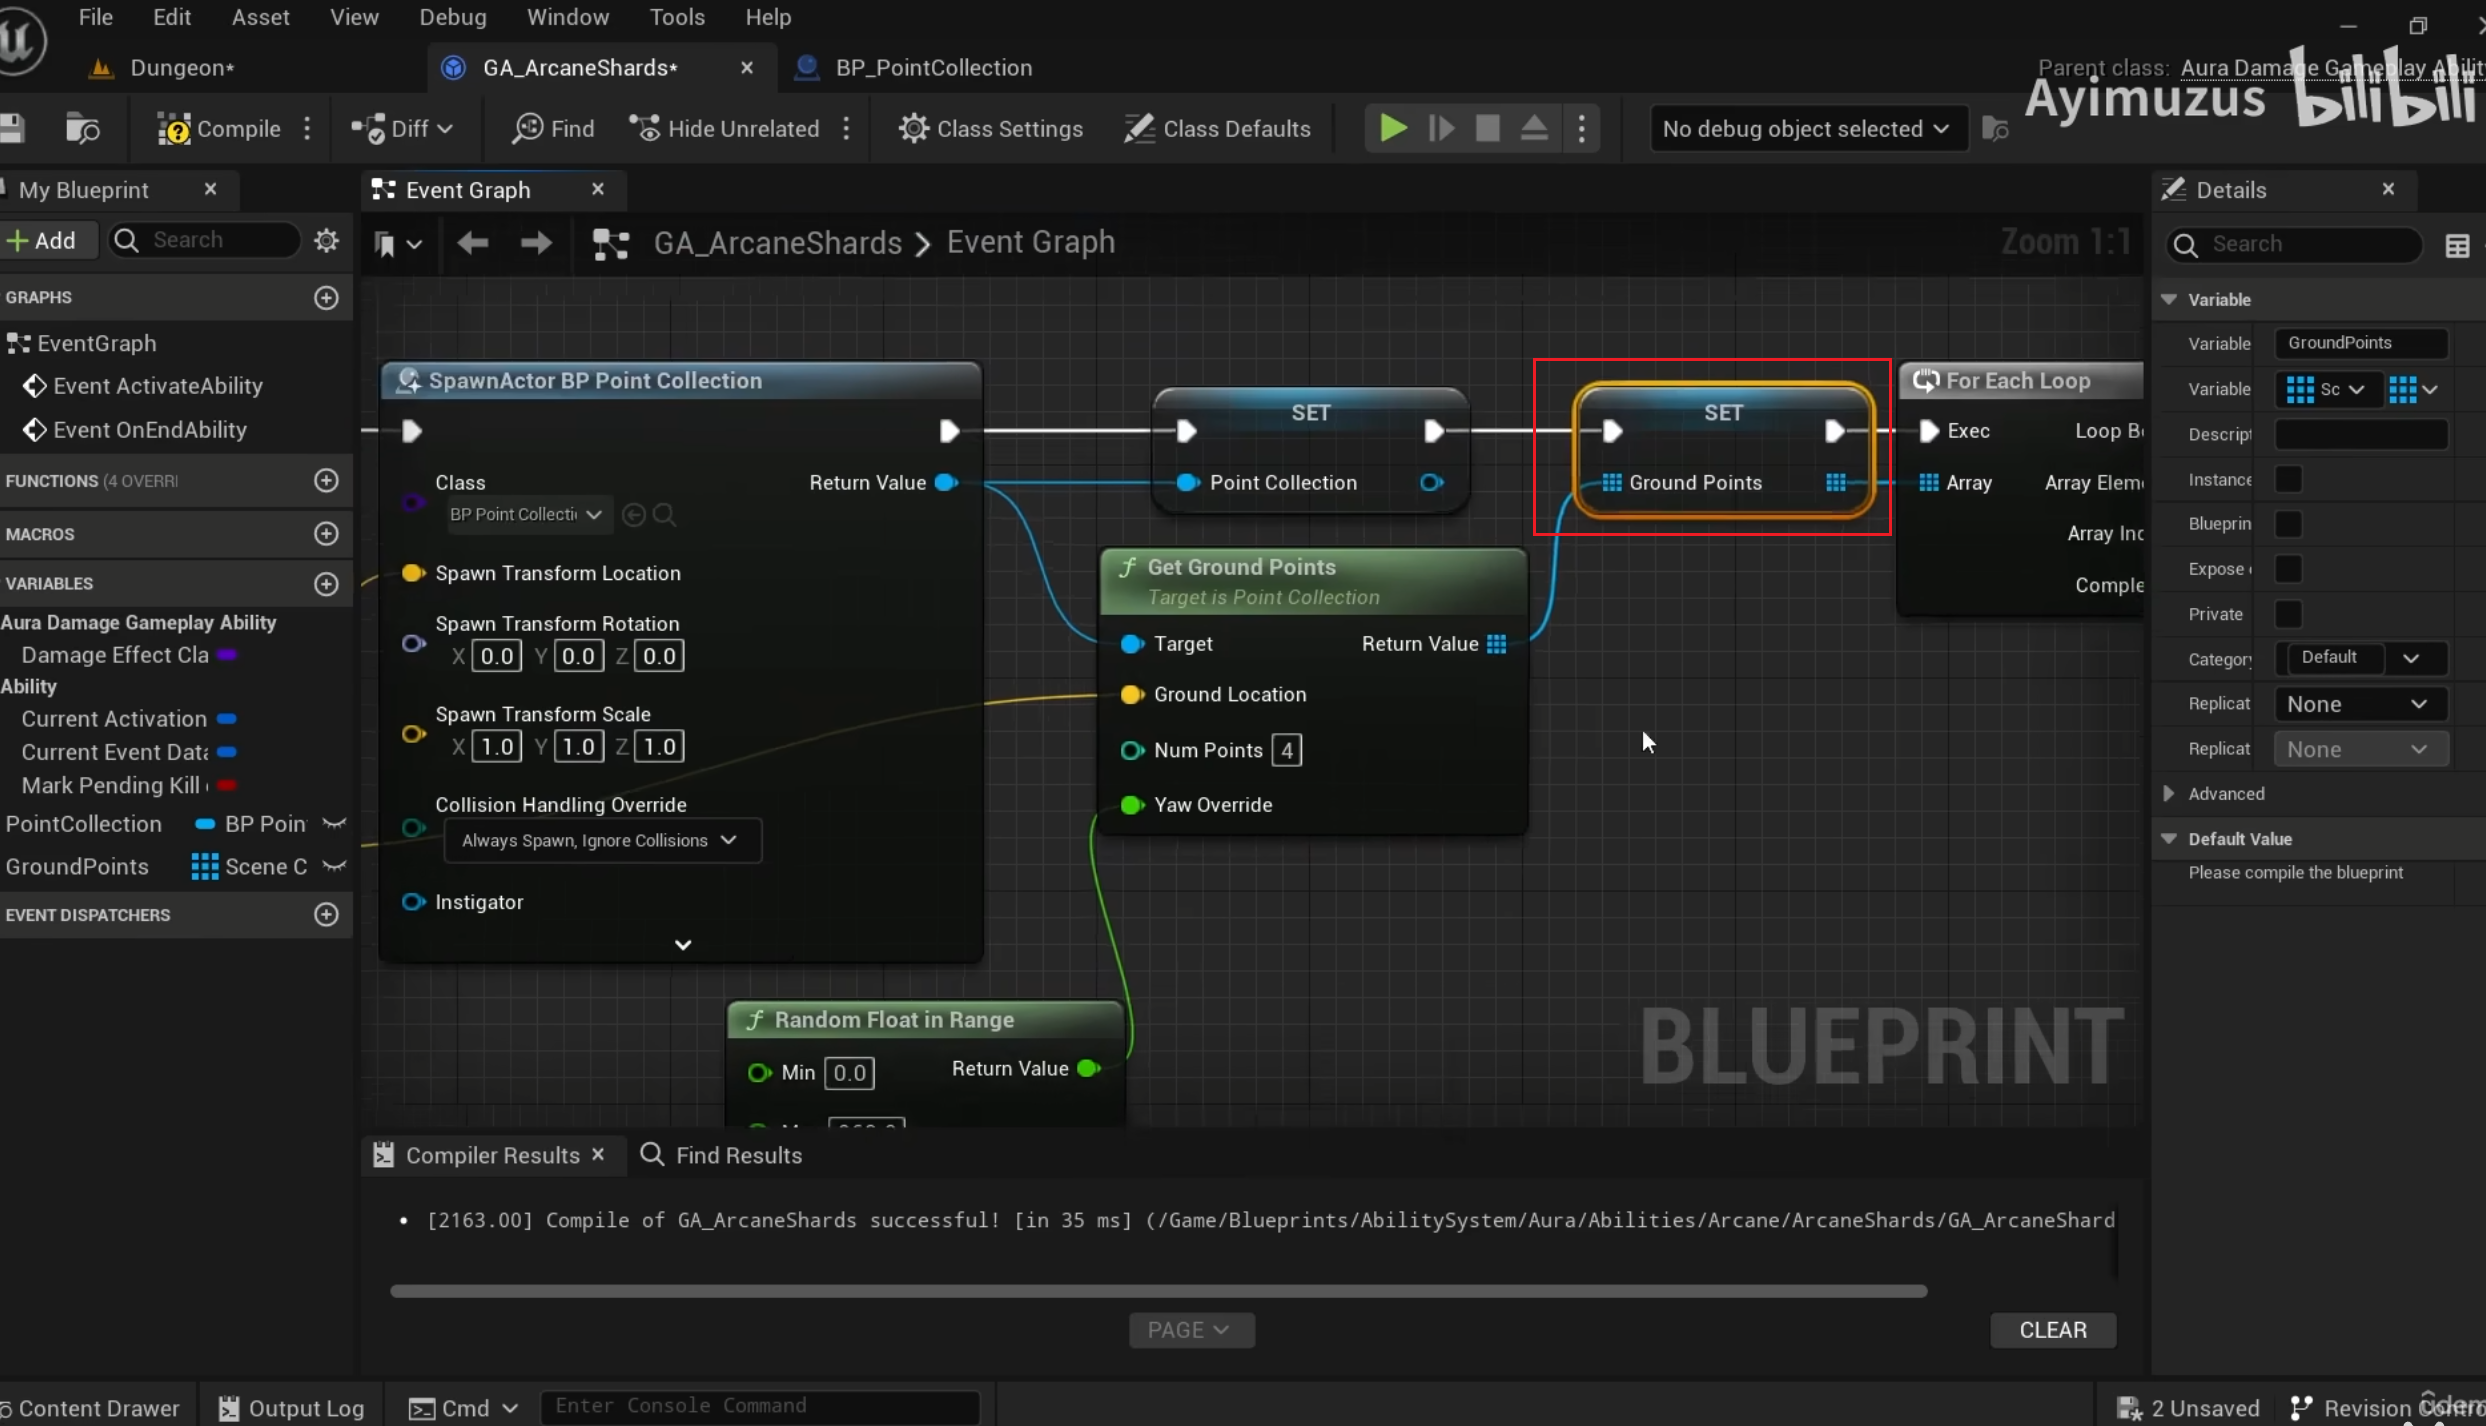 File Edit Asset View Debug Window Tools Help
Dungeon*
GA_ArcaneShards*
BP_PointCollection
Parent class: Aura Damage Gameplay Ability
Ayimuzus bilibili
Compile
Diff
Find
Hide Unrelated
Class Settings
Class Defaults
No debug object selected
My Blueprint
Event Graph
Details
Add
Search
GA_ArcaneShards > Event Graph
Zoom 1:1
Search
GRAPHS
EventGraph
Event ActivateAbility
Event OnEndAbility
FUNCTIONS (4 OVERRI
MACROS
VARIABLES
Aura Damage Gameplay Ability
Damage Effect Cla
Ability
Current Activation
Current Event Data
Mark Pending Kill
PointCollection BP Poin
GroundPoints Scene C
EVENT DISPATCHERS
SpawnActor BP Point Collection
Class
BP Point Collecti
Return Value
Spawn Transform Location
Spawn Transform Rotation
X 0.0 Y 0.0 Z 0.0
Spawn Transform Scale
X 1.0 Y 1.0 Z 1.0
Collision Handling Override
Always Spawn, Ignore Collisions
Instigator
SET
Point Collection
Get Ground Points
Target is Point Collection
Target Return Value
Ground Location
Num Points 4
Yaw Override
SET
Ground Points
For Each Loop
Exec Loop Bo
Array Array Eleme
Array Ind
Comple
Random Float in Range
Min 0.0 Return Value
BLUEPRINT
Variable
Variable GroundPoints
Variable Sc
Descript
Instance
Blueprin
Expose
Private
Category Default
Replicat None
Replicat None
Advanced
Default Value
Please compile the blueprint
Compiler Results
Find Results
[2163.00] Compile of GA_ArcaneShards successful! [in 35 ms] (/Game/Blueprints/AbilitySystem/Aura/Abilities/Arcane/ArcaneShards/GA_ArcaneShard
PAGE
CLEAR
Content Drawer
Output Log
Cmd
Enter Console Command
2 Unsaved
Revision Contro